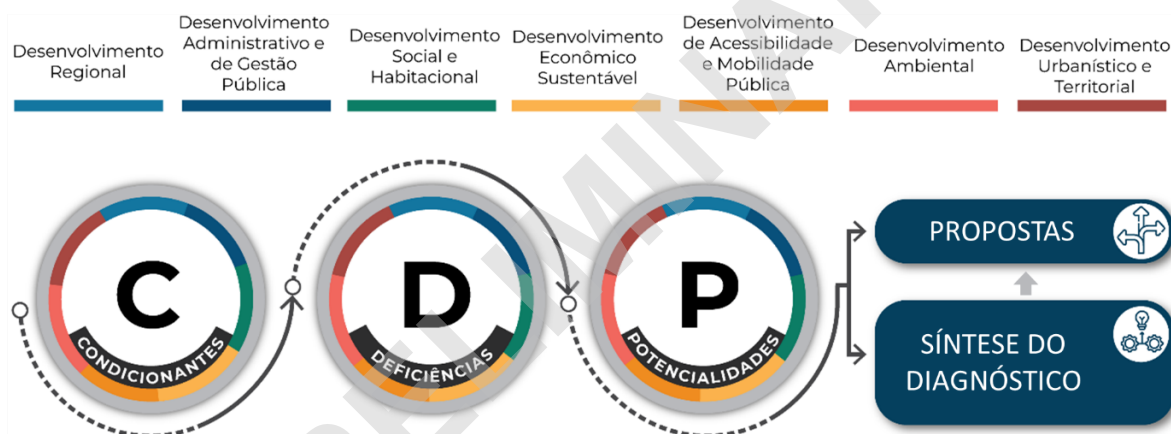 Desenvolvimento
Regional
Desenvolvimento
Administrativo e
de Gestão
Pública
Desenvolvimento
Social e
Habitacional
Desenvolvimento
Econômico
Sustentável
Desenvolvimento
de Acessibilidade
e Mobilidade
Pública
Desenvolvimento
Ambiental
Desenvolvimento
Urbanístico e
Territorial
C
CONDICIONANTES
D
DEFICIÊNCIAS
P
POTENCIALIDADES
PROPOSTAS
SÍNTESE DO
DIAGNÓSTICO